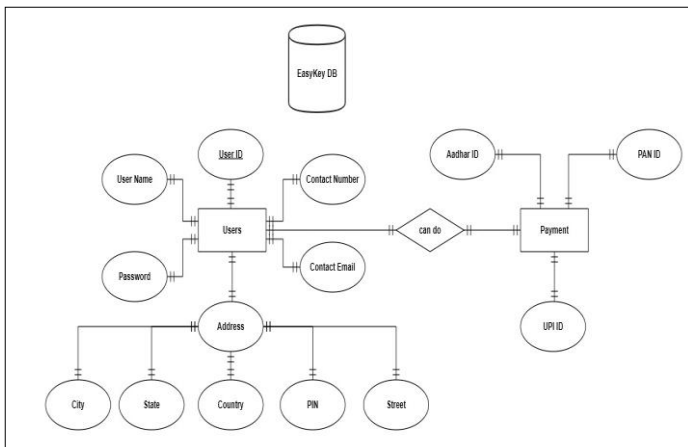 EasyKey DB
User ID
Aadhar ID
PAN ID
User Name
Contact Number
Users
can do
Payment
Password
Contact Email
Address
UPI ID
City
State
Country
PIN
Street